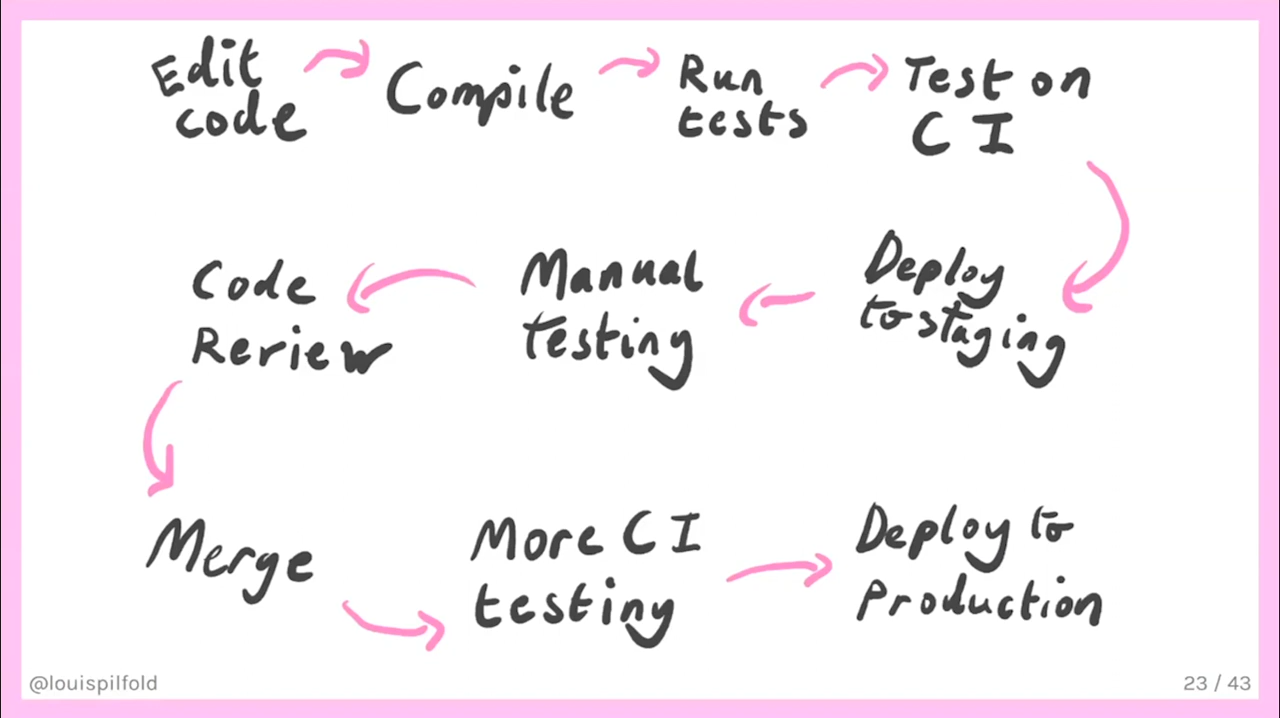 Edit
code
Compile
Run
tests
Test on
CI
Deploy
to staging
Manual
testing
Code
Review
Merge
More CI
testing
Deploy to
Production
@louispilfold
23 / 43